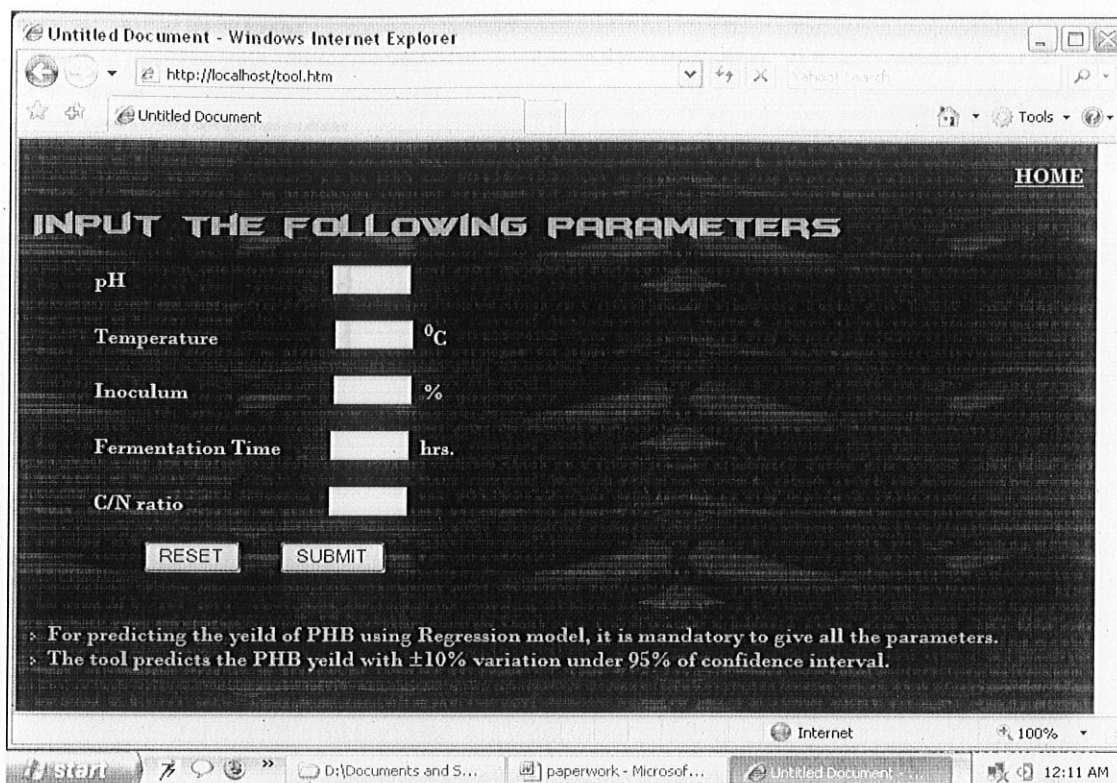 Untitled Document - Windows Internet Explorer
http://localhost/tool.htm
Yahoo! Search
Untitled Document
Tools
HOME
INPUT THE FOLLOWING PARAMETERS
pH
Temperature 0C
Inoculum %
Fermentation Time hrs.
C/N ratio
RESET SUBMIT
For predicting the yeild of PHB using Regression model, it is mandatory to give all the parameters.
The tool predicts the PHB yeild with ±10% variation under 95% of confidence interval.
Internet 100%
start » D:\Documents and S... paperwork - Microsof... Untitled Document - ... 12:11 AM